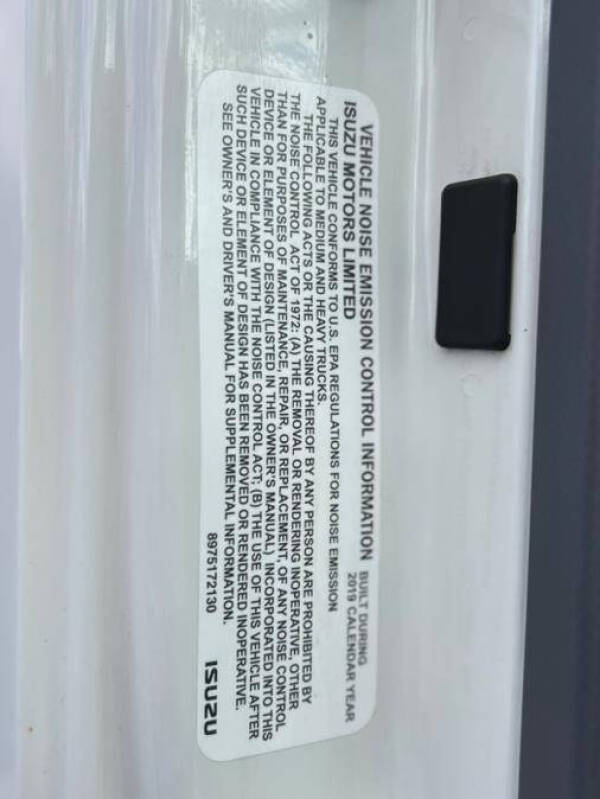 VEHICLE NOISE EMISSION CONTROL INFORMATION BUILT DURING
ISUZU MOTORS LIMITED 2019 CALENDAR YEAR
THIS VEHICLE CONFORMS TO U.S. EPA REGULATIONS FOR NOISE EMISSION
APPLICABLE TO MEDIUM AND HEAVY TRUCKS.
THE FOLLOWING ACTS OR THE CAUSING THEREOF BY ANY PERSON ARE PROHIBITED BY
THE NOISE CONTROL ACT OF 1972: (A) THE REMOVAL OR RENDERING INOPERATIVE, OTHER
THAN FOR PURPOSES OF MAINTENANCE, REPAIR, OR REPLACEMENT, OF ANY NOISE CONTROL
DEVICE OR ELEMENT OF DESIGN (LISTED IN THE OWNER'S MANUAL) INCORPORATED INTO THIS
VEHICLE IN COMPLIANCE WITH THE NOISE CONTROL ACT; (B) THE USE OF THIS VEHICLE AFTER
SUCH DEVICE OR ELEMENT OF DESIGN HAS BEEN REMOVED OR RENDERED INOPERATIVE.
SEE OWNER'S AND DRIVER'S MANUAL FOR SUPPLEMENTAL INFORMATION.
8975172130
ISUZU